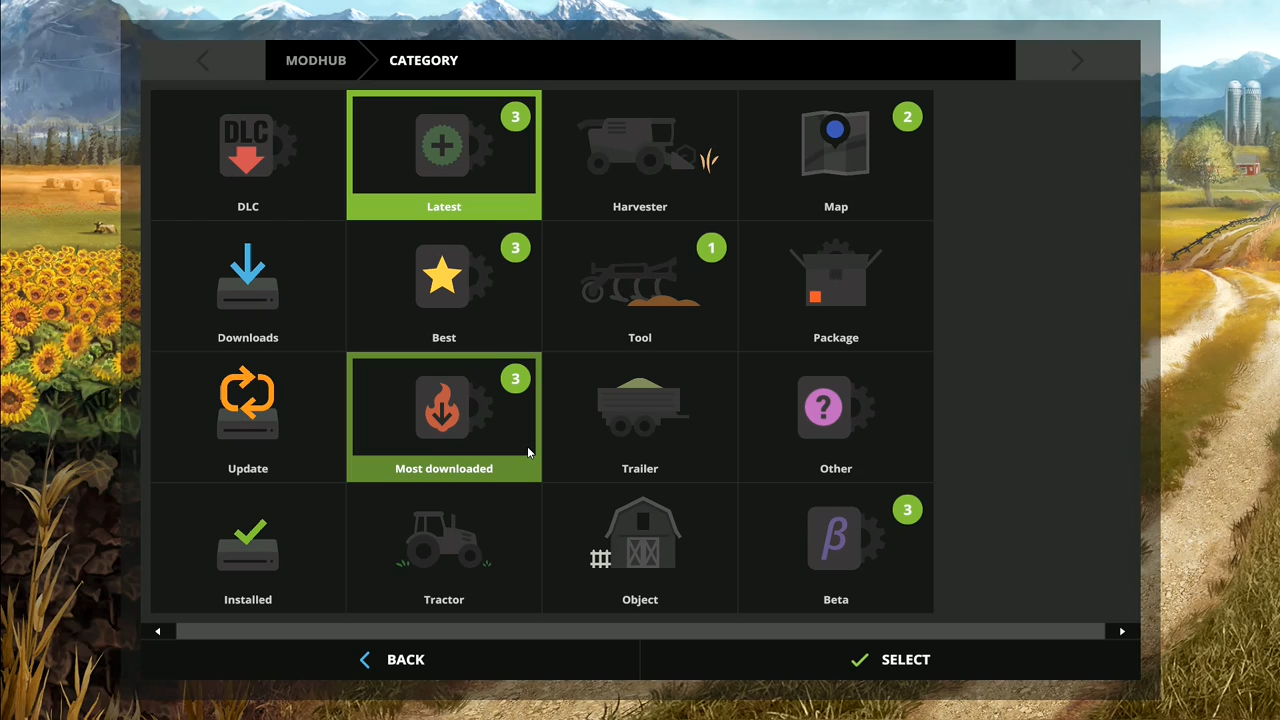 MODHUB
CATEGORY
DLC
3
2
DLC
Latest
Harvester
Map
3
1
Downloads
Best
Tool
Package
3
?
Update
Most downloaded
Trailer
Other
3
β
Installed
Tractor
Object
Beta
BACK
SELECT